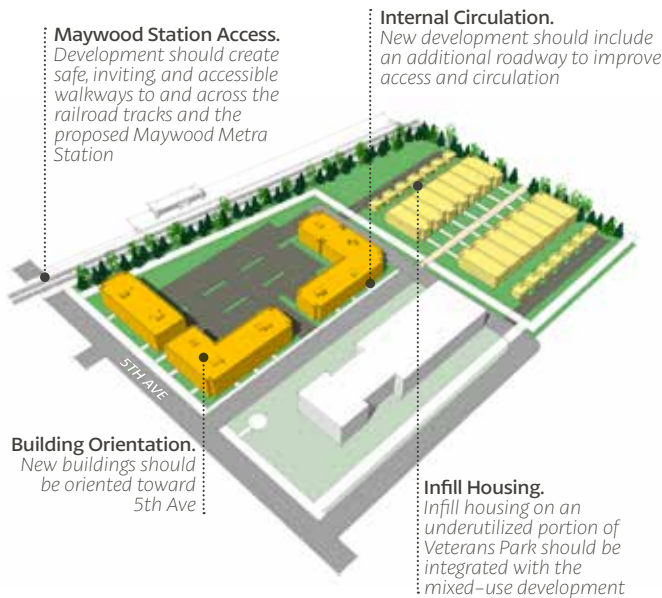 Maywood Station Access.
Development should create
safe, inviting and accessible
walkways to and across the
railroad tracks and the
proposed Maywood Metra
Station
Internal Circulation.
New development should include
an additional roadway to improve
access and circulation
5TH AVE
Building Orientation.
New buildings should
be oriented toward
5th Ave
Infill Housing.
Infill housing on an
underutilized portion of
Veterans Park should be
integrated with the
mixed-use development